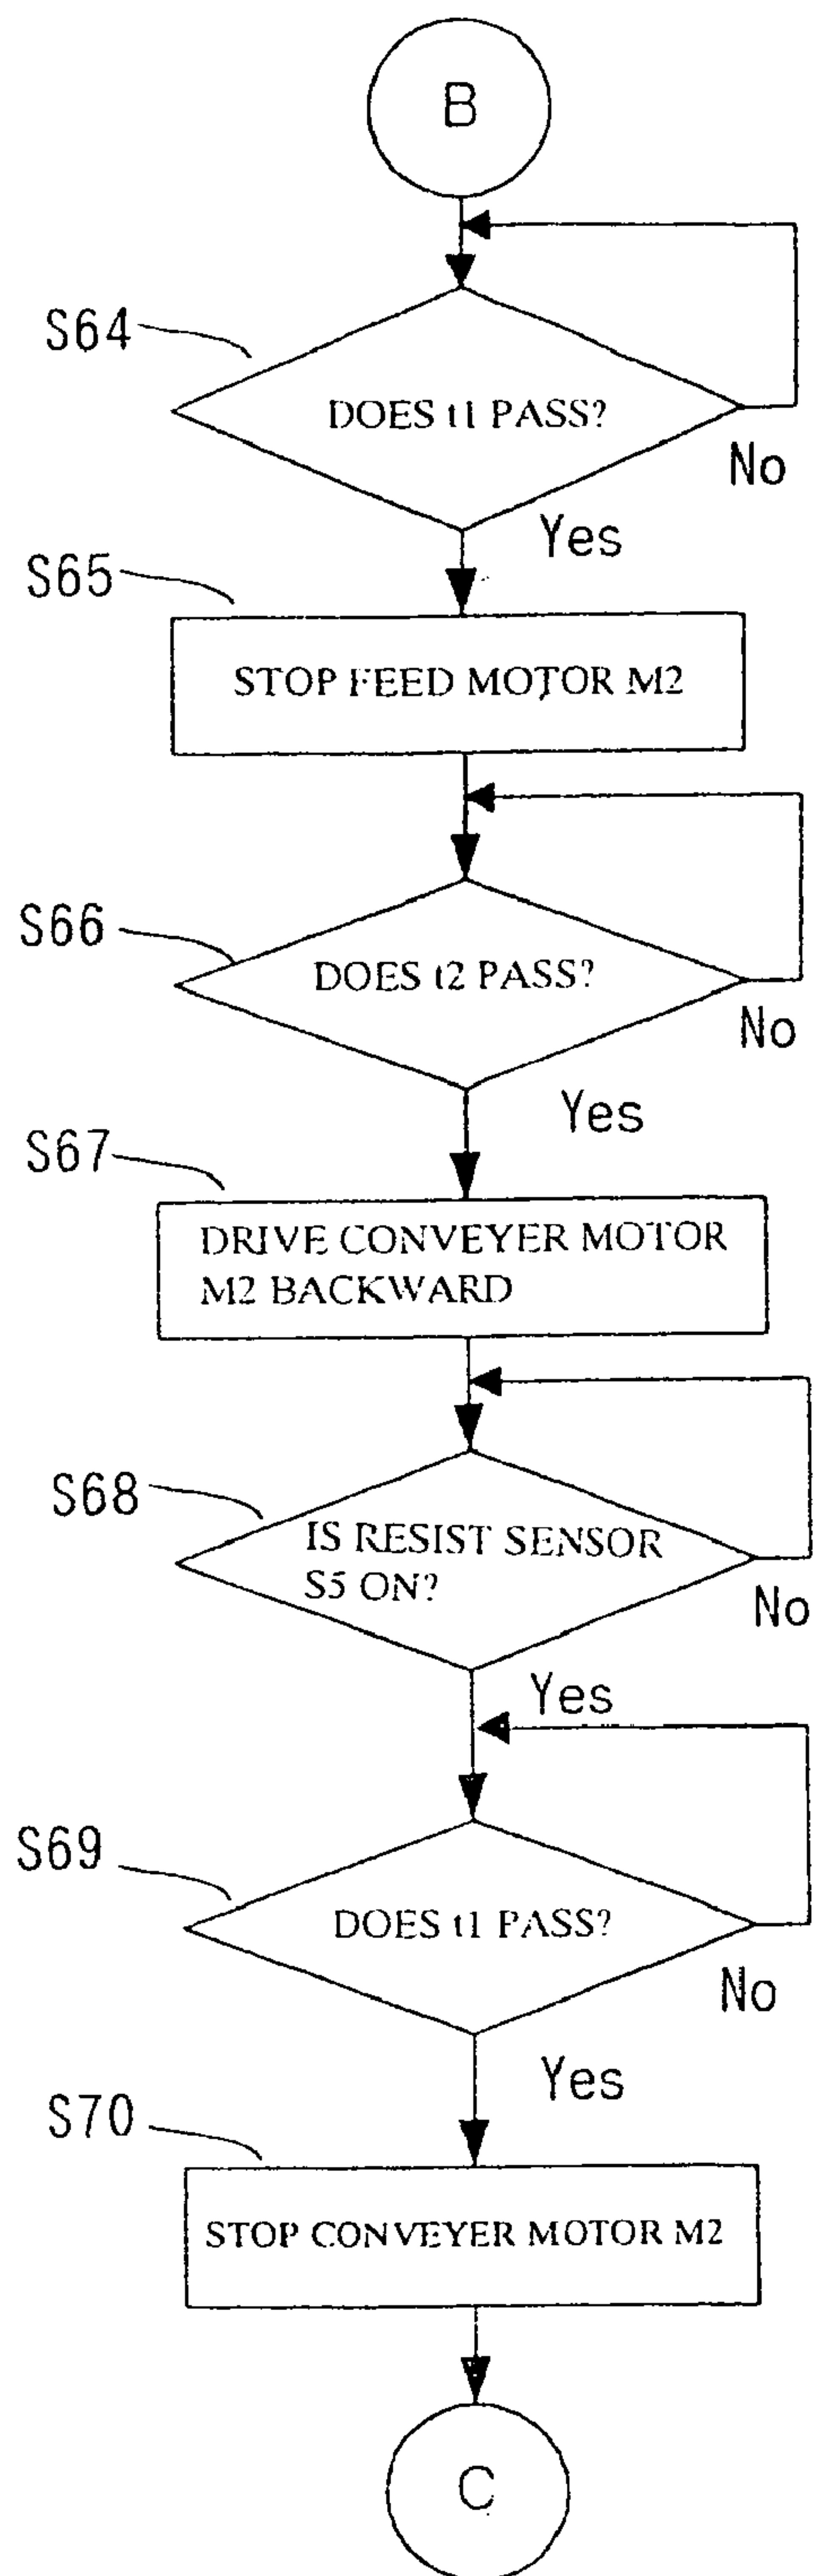 B
S64
DOES t1 PASS?
No
Yes
S65
STOP FEED MOTOR M2
S66
DOES t2 PASS?
No
Yes
S67
DRIVE CONVEYER MOTOR
M2 BACKWARD
S68
IS RESIST SENSOR
S5 ON?
No
Yes
S69
DOES t1 PASS?
No
Yes
S70
STOP CONVEYER MOTOR M2
C